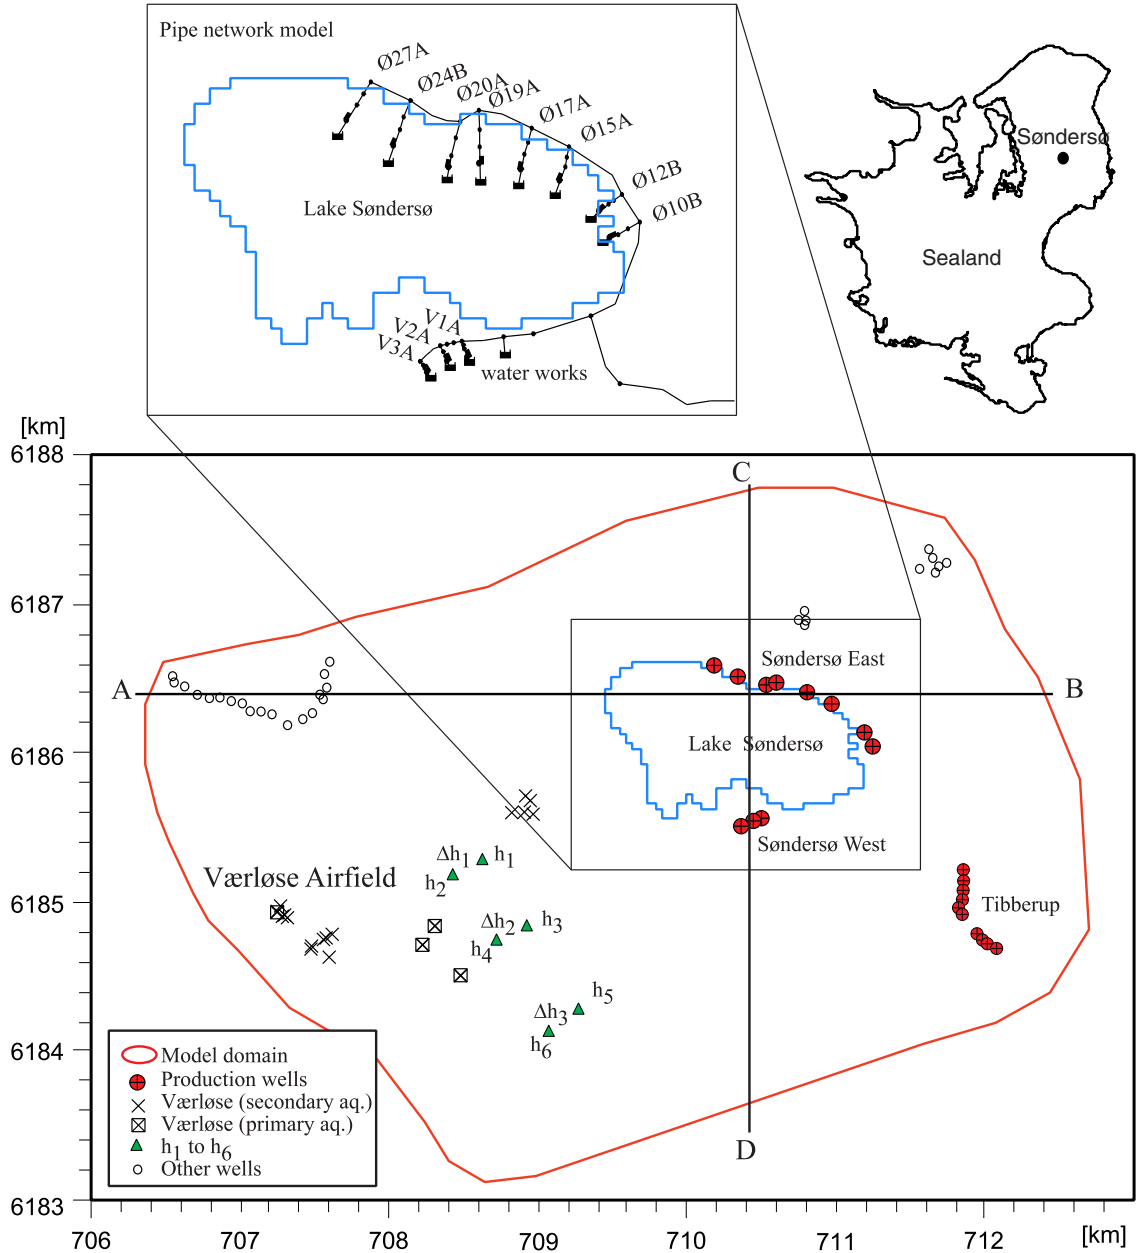 Pipe network model
Ø27A
Ø24B
Ø20A
Ø19A
Ø17A
Ø15A
Ø12B
Ø10B
Lake Søndersø
V1A
V2A
V3A
water works
Søndersø
Sealand
[km]
6188
6187
6186
6185
6184
6183
C
A
B
D
Søndersø East
Lake Søndersø
Søndersø West
Værløse Airfield
Δh1
h1
h2
Δh2
h3
h4
h5
Δh3
h6
Tibberup
Model domain
Production wells
Værløse (secondary aq.)
Værløse (primary aq.)
h1 to h6
Other wells
706
707
708
709
710
711
712
[km]